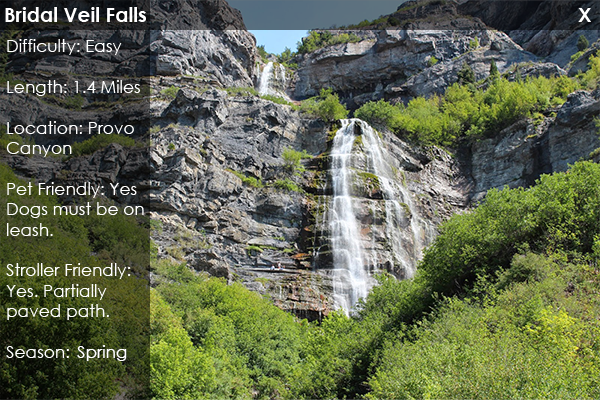 Bridal Veil Falls
X
Difficulty: Easy
Length: 1.4 Miles
Location: Provo
Canyon
Pet Friendly: Yes
Dogs must be on
leash.
Stroller Friendly:
Yes. Partially
paved path.
Season: Spring